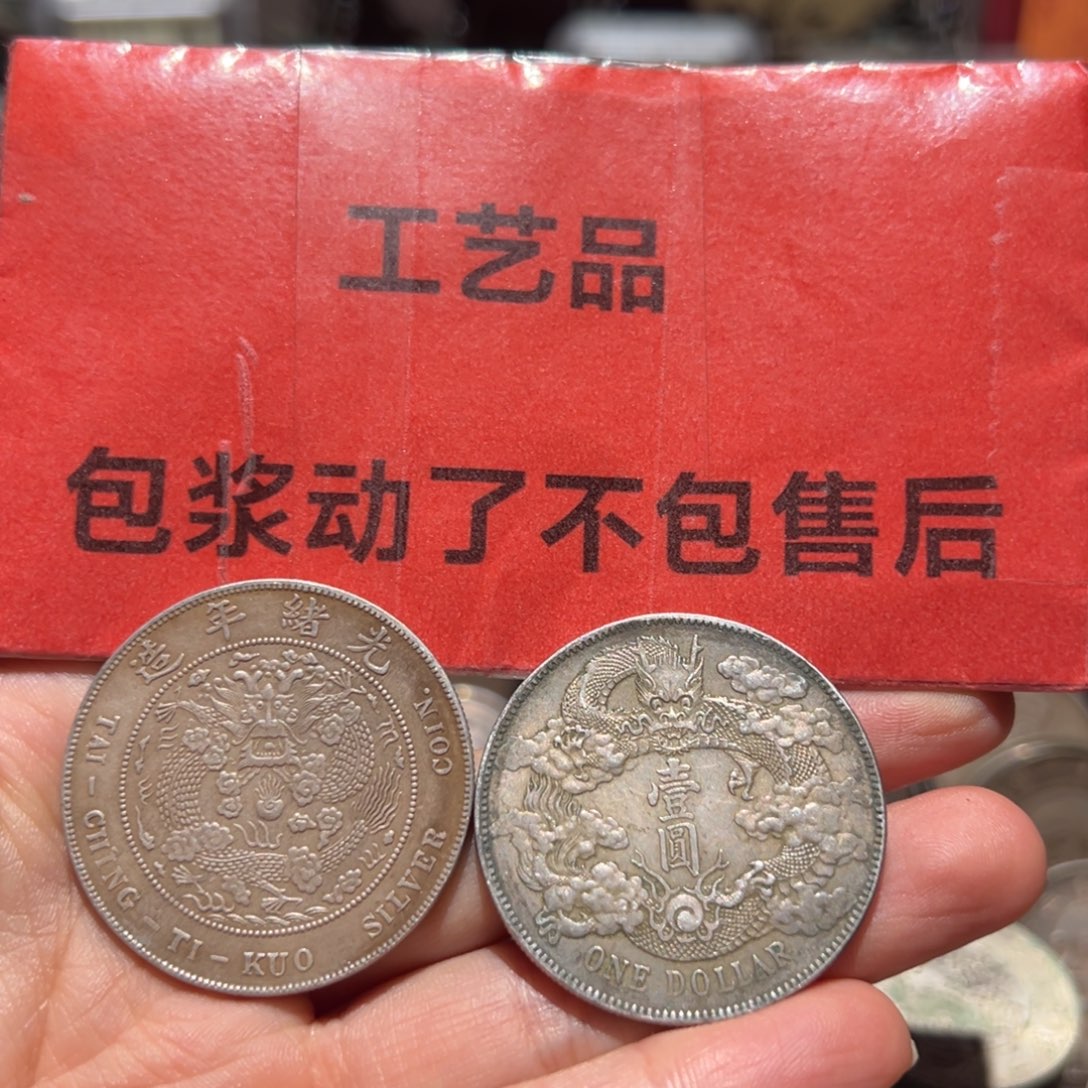 工艺品
包浆动了不包售后
造年緒光
TAI-CHING-TI-KUO SILVER COIN.
壹圓
ONE DOLLAR